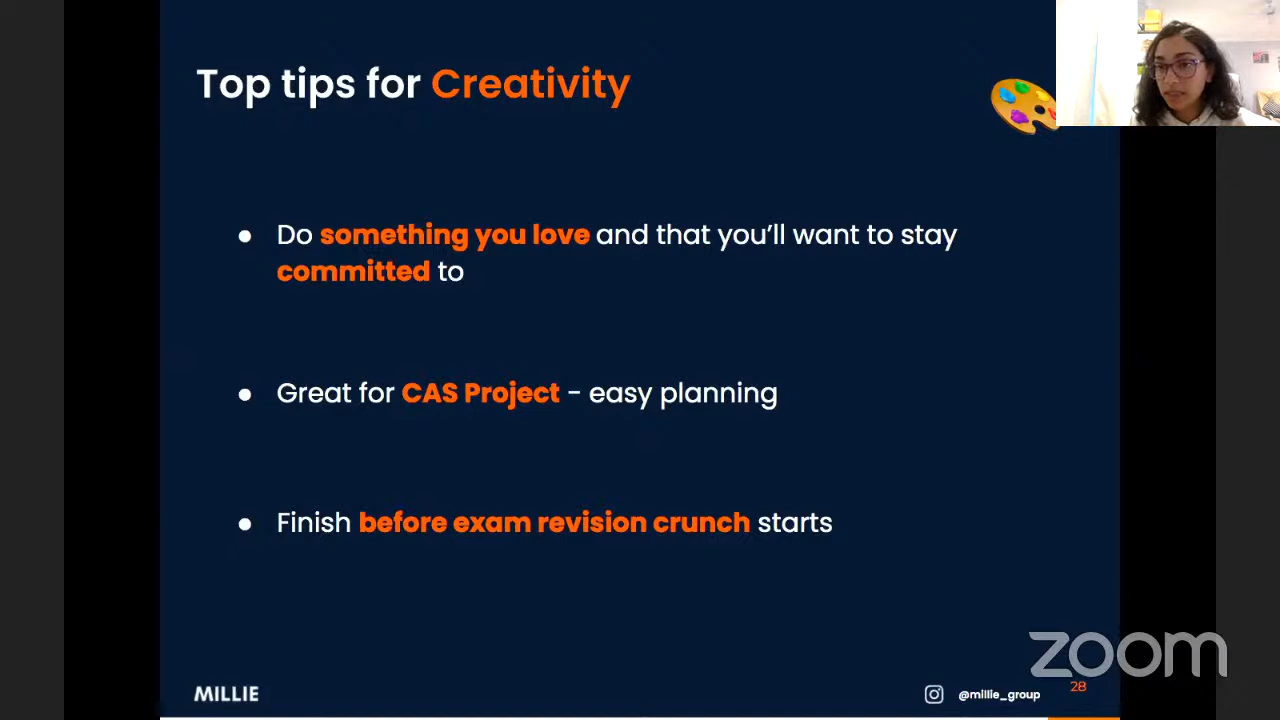 Top tips for Creativity
● Do something you love and that you’ll want to stay
committed to
● Great for CAS Project - easy planning
● Finish before exam revision crunch starts
zoom
MILLIE
@millie_group
28